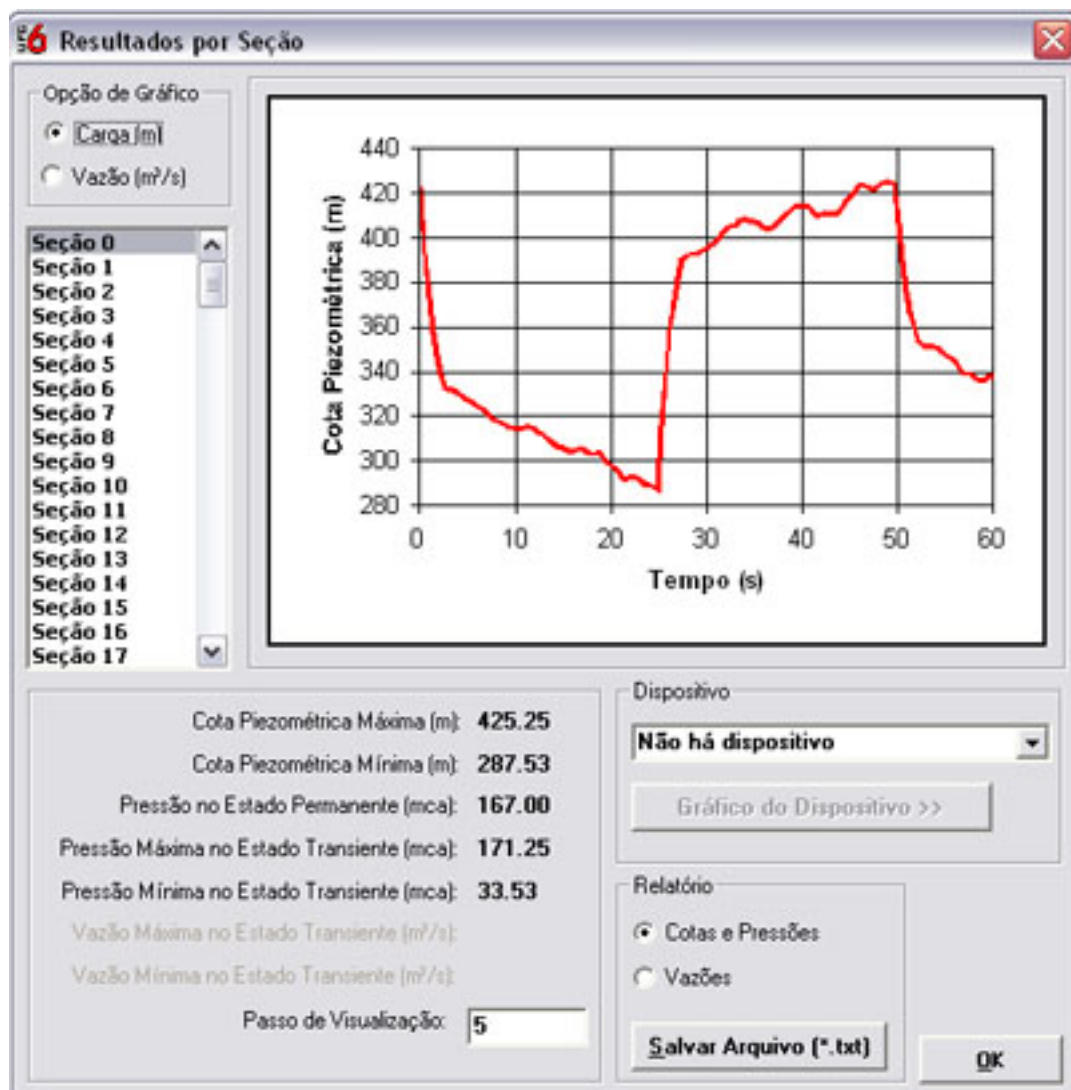 UFG6 Resultados por Seção
Opção de Gráfico
Carga (m)
Vazão (m³/s)
Seção 0
Seção 1
Seção 2
Seção 3
Seção 4
Seção 5
Seção 6
Seção 7
Seção 8
Seção 9
Seção 10
Seção 11
Seção 12
Seção 13
Seção 14
Seção 15
Seção 16
Seção 17
Cota Piezométrica (m)
440
420
400
380
360
340
320
300
280
0 10 20 30 40 50 60
Tempo (s)
Cota Piezométrica Máxima (m): 425.25
Cota Piezométrica Mínima (m): 287.53
Pressão no Estado Permanente (mca): 167.00
Pressão Máxima no Estado Transiente (mca): 171.25
Pressão Mínima no Estado Transiente (mca): 33.53
Vazão Máxima no Estado Transiente (m³/s):
Vazão Mínima no Estado Transiente (m³/s):
Passo de Visualização: 5
Dispositivo
Não há dispositivo
Gráfico do Dispositivo >>
Relatório
Cotas e Pressões
Vazões
Salvar Arquivo (*.txt)
OK